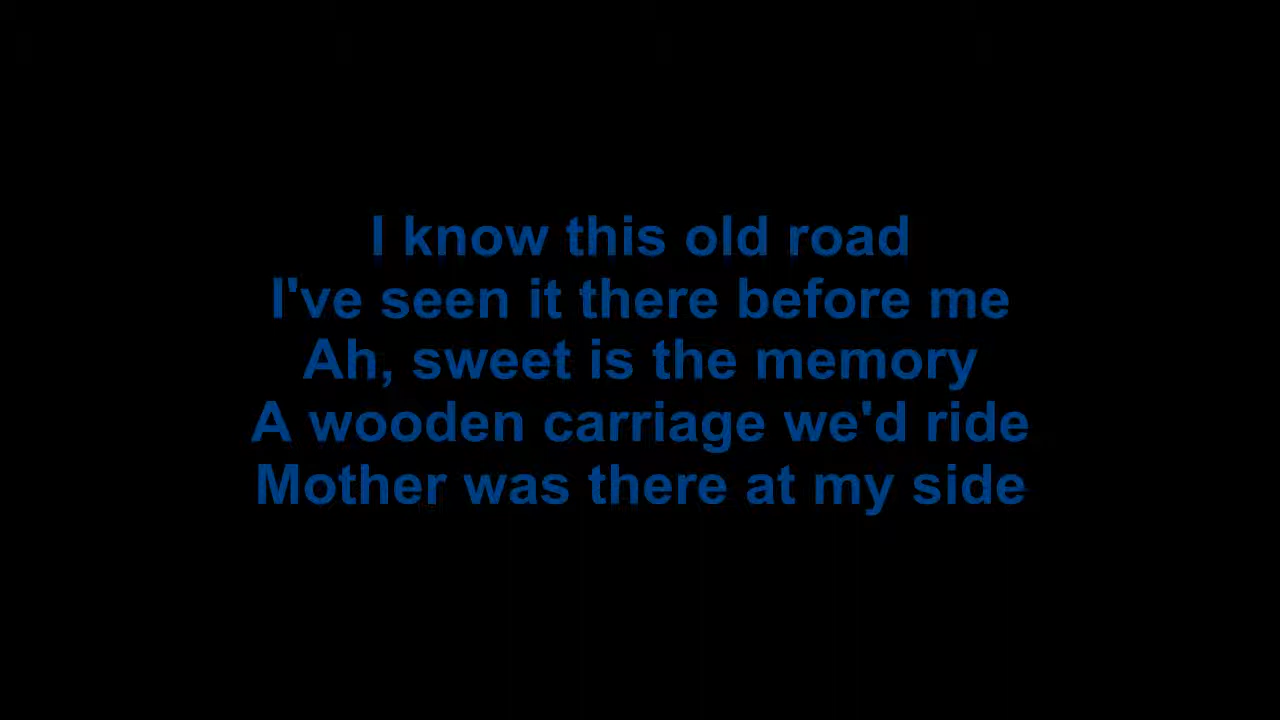 I know this old road
I've seen it there before me
Ah, sweet is the memory
A wooden carriage we'd ride
Mother was there at my side